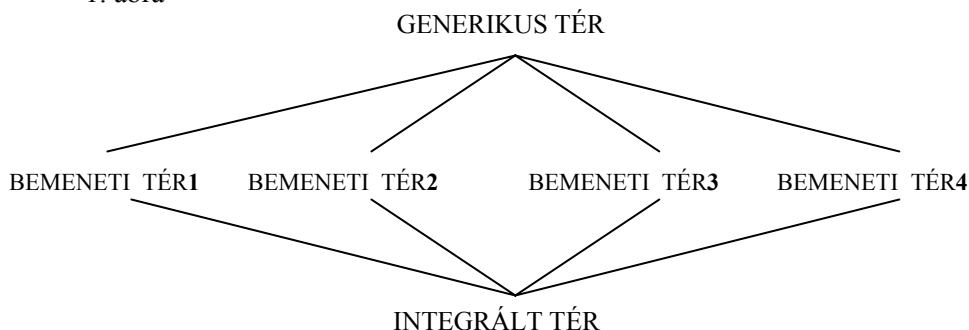 1. ábra
GENERIKUS TÉR
BEMENETI TÉR1 BEMENETI TÉR2 BEMENETI TÉR3 BEMENETI TÉR4
INTEGRÁLT TÉR